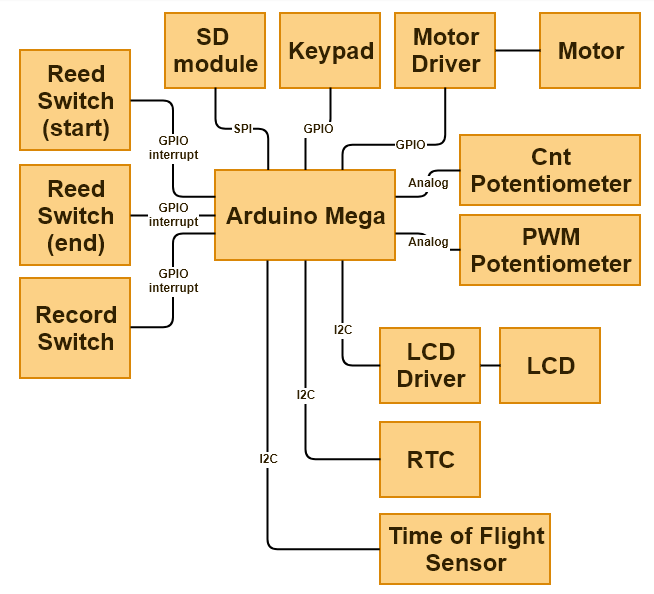 SD
module
Keypad
Motor
Driver
Motor
Reed
Switch
(start)
SPI
GPIO
GPIO
GPIO
interrupt
Cnt
Potentiometer
Analog
Reed
Switch
(end)
GPIO
interrupt
Arduino Mega
PWM
Potentiometer
Analog
GPIO
interrupt
Record
Switch
I2C
LCD
Driver
LCD
I2C
RTC
I2C
Time of Flight
Sensor